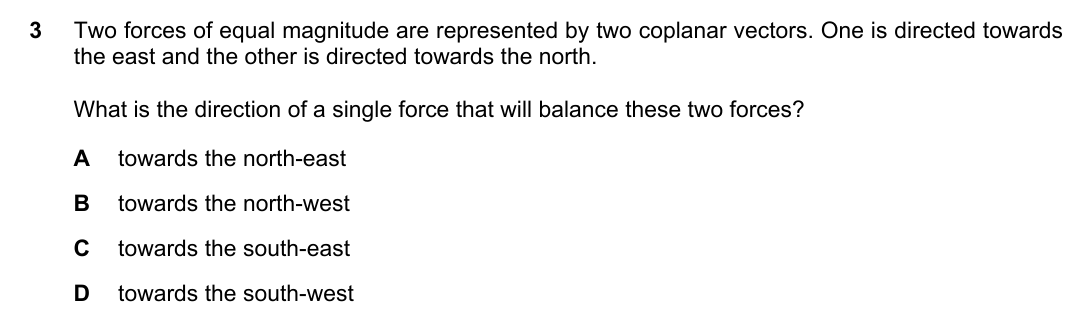 3 Two forces of equal magnitude are represented by two coplanar vectors. One is directed towards
the east and the other is directed towards the north.
What is the direction of a single force that will balance these two forces?
A towards the north-east
B towards the north-west
C towards the south-east
D towards the south-west